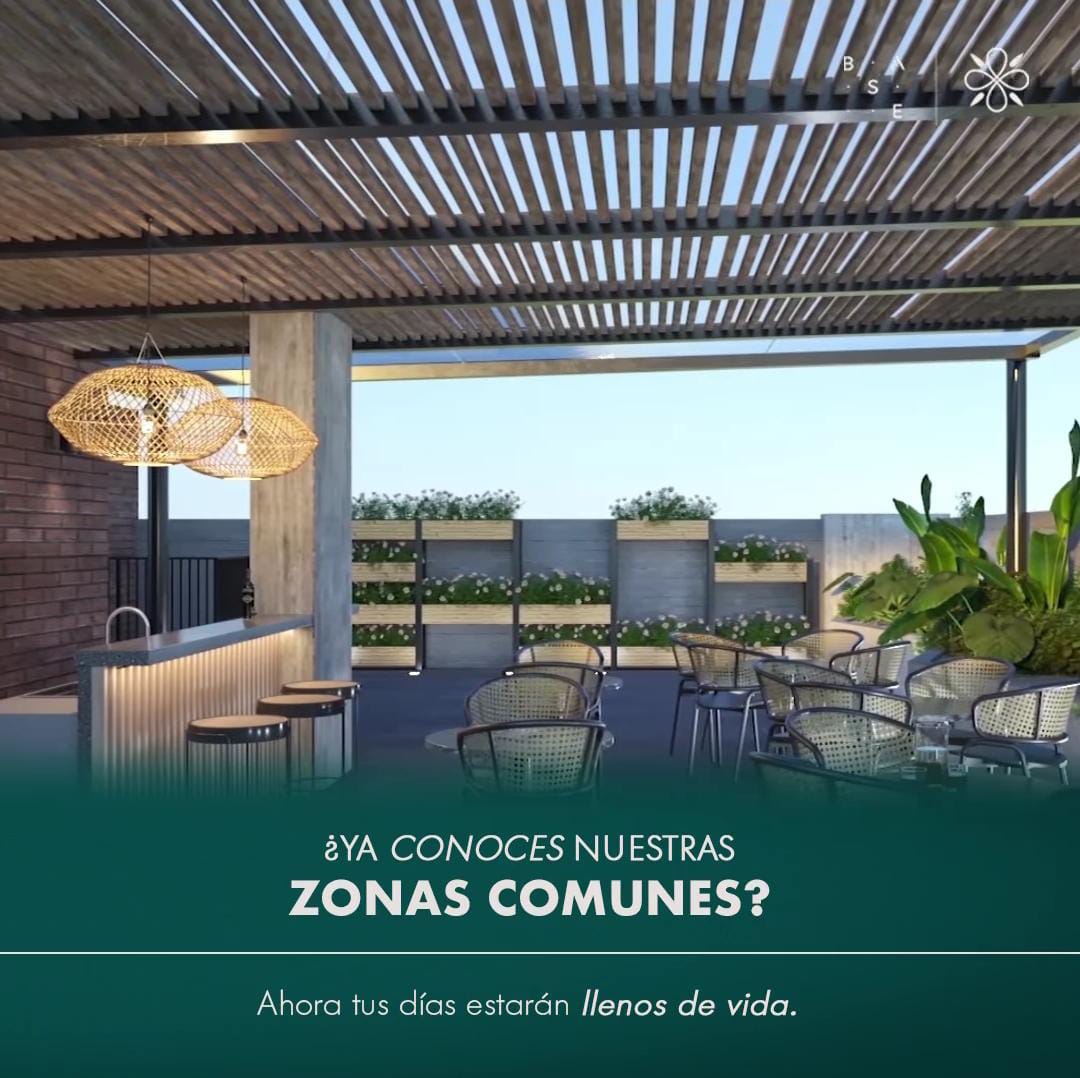 B · A
· S ·
· E
¿YA CONOCES NUESTRAS
ZONAS COMUNES?
Ahora tus días estarán llenos de vida.